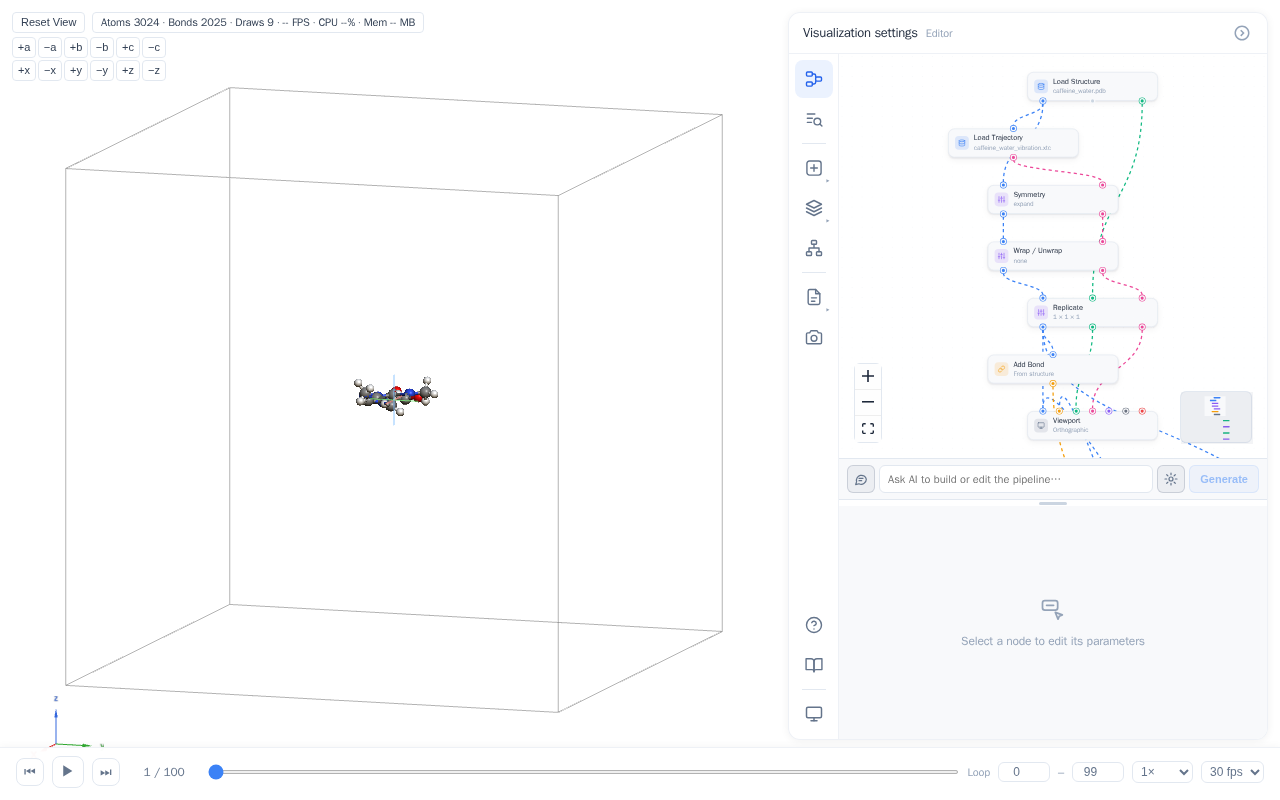 Reset View
Atoms 3024 · Bonds 2025 · Draws 9 · -- FPS · CPU --% · Mem -- MB
+a −a +b −b +c −c
+x −x +y −y +z −z
z
Visualization settings Editor
Load Structure
caffeine_water.pdb
Load Trajectory
caffeine_water_vibration.xtc
Symmetry
expand
Wrap / Unwrap
none
Replicate
1 × 1 × 1
Add Bond
From structure
Viewport
Orthographic
Ask AI to build or edit the pipeline···
Generate
Select a node to edit its parameters
1 / 100
Loop 0 – 99 1× 30 fps